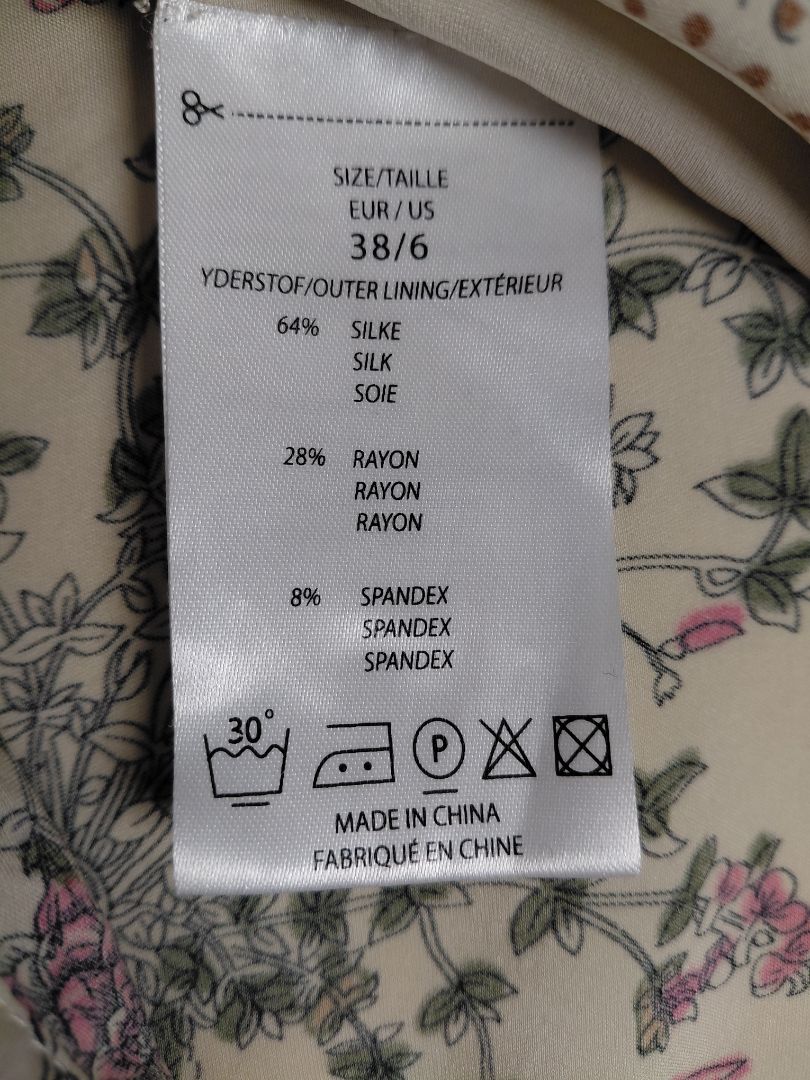 SIZE/TAILLE
EUR / US
38/6
YDERSTOF/OUTER LINING/EXTÉRIEUR
64% SILKE
SILK
SOIE
28% RAYON
RAYON
RAYON
8% SPANDEX
SPANDEX
SPANDEX
30° P
MADE IN CHINA
FABRIQUÉ EN CHINE